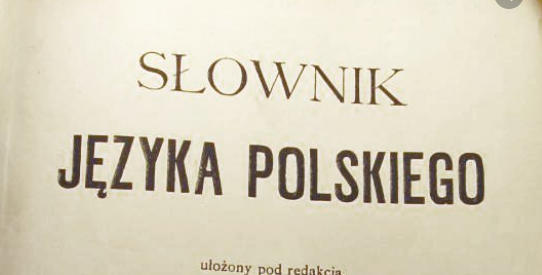 SŁOWNIK
JĘZYKA POLSKIEGO
ułożony pod redakcją